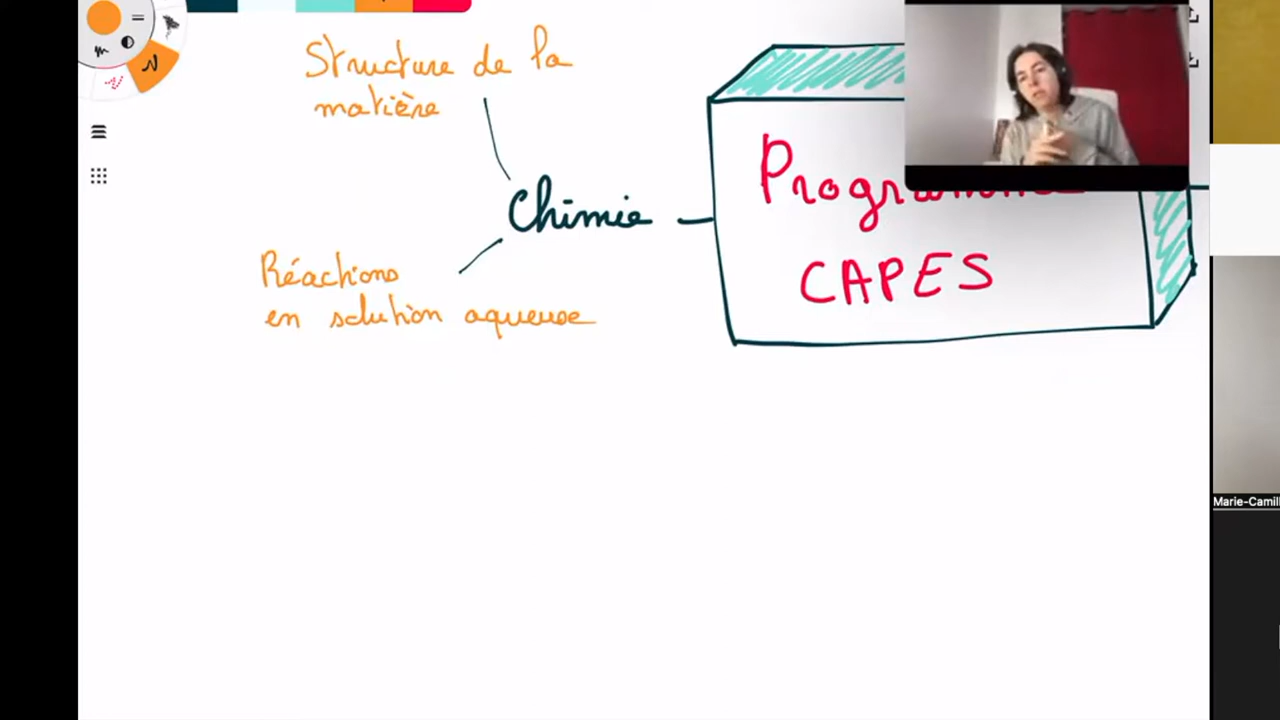 Structure de la
matière
Chimie
Réactions
en solution aqueuse
CAPES
Marie-Camil